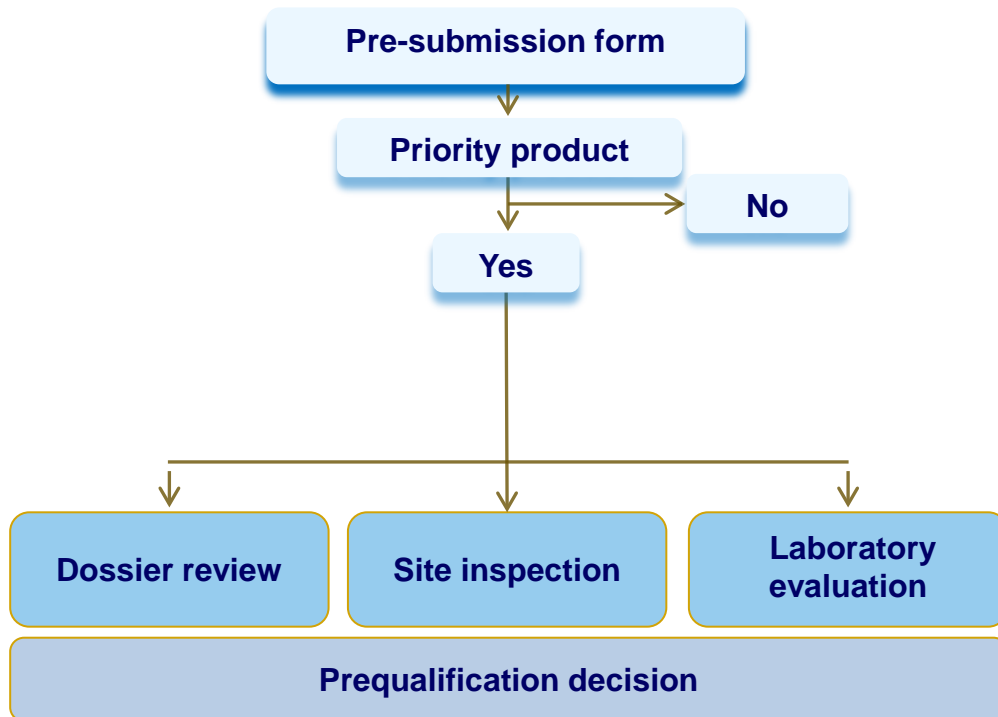 Pre-submission form
Priority product
No
Yes
Dossier review
Site inspection
Laboratory
evaluation
Prequalification decision